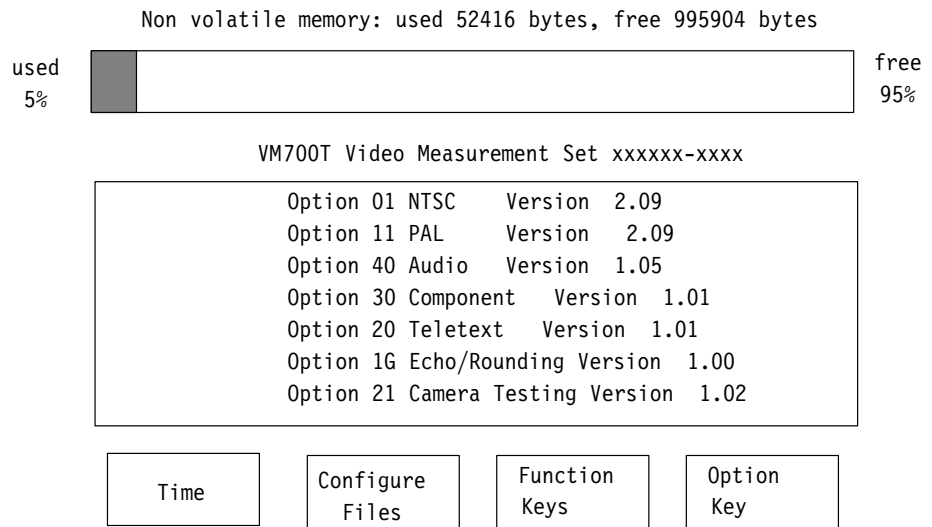 Non volatile memory: used 52416 bytes, free 995904 bytes
used
5%
free
95%
VM700T Video Measurement Set xxxxxx-xxxx
Option 01 NTSC Version 2.09
Option 11 PAL Version 2.09
Option 40 Audio Version 1.05
Option 30 Component Version 1.01
Option 20 Teletext Version 1.01
Option 1G Echo/Rounding Version 1.00
Option 21 Camera Testing Version 1.02
Time
Configure
Files
Function
Keys
Option
Key